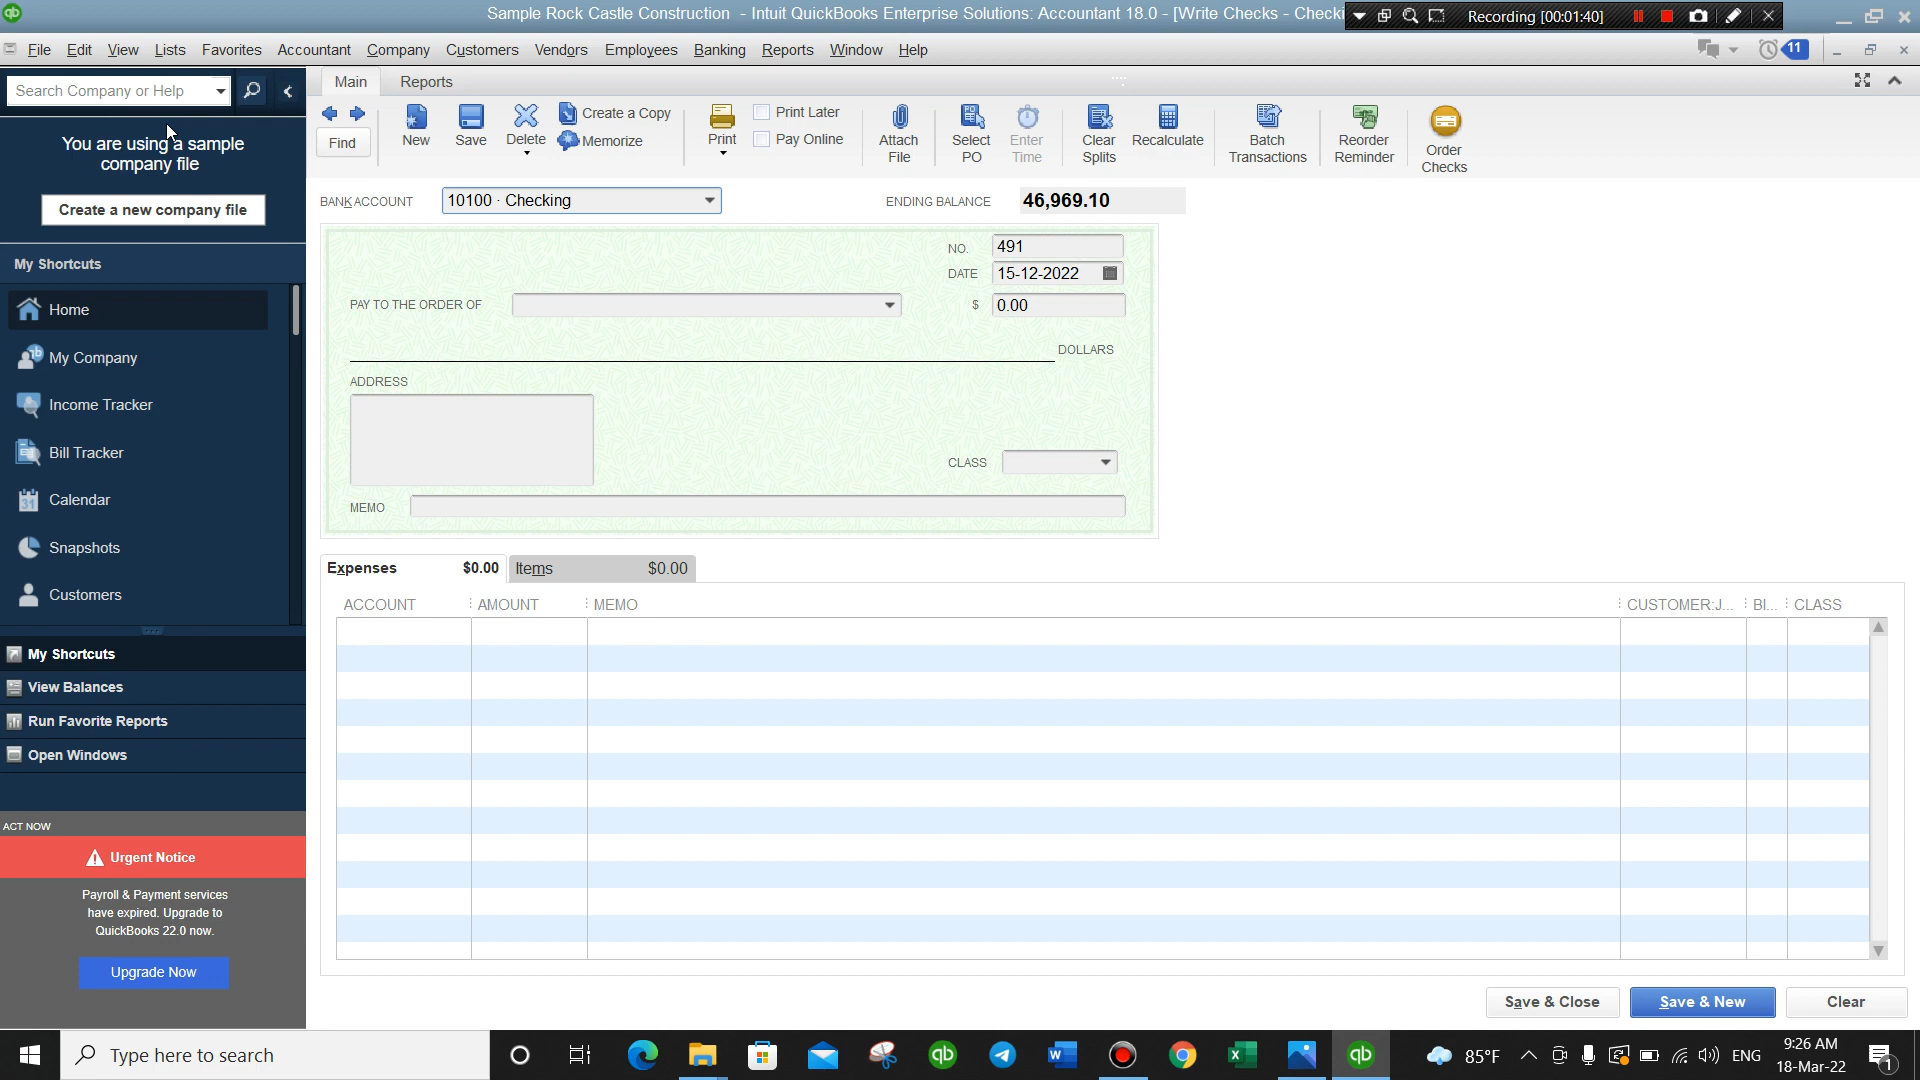 Sample Rock Castle Construction - Intuit QuickBooks Enterprise Solutions: Accountant 18.0 - [Write Checks - Checki
Recording [00:01:40]
File Edit View Lists Favorites Accountant Company Customers Vendors Employees Banking Reports Window Help
11
Search Company or Help
Main Reports
Find
New
Save
Delete
Create a Copy
Memorize
Print
Print Later
Pay Online
Attach
File
Select
PO
Enter
Time
Clear
Splits
Recalculate
Batch
Transactions
Reorder
Reminder
Order
Checks
You are using a sample
company file
Create a new company file
My Shortcuts
Home
My Company
Income Tracker
Bill Tracker
31
Calendar
Snapshots
Customers
My Shortcuts
View Balances
Run Favorite Reports
Open Windows
ACT NOW
Urgent Notice
Payroll & Payment services
have expired. Upgrade to
QuickBooks 22.0 now.
Upgrade Now
BANK ACCOUNT 10100 · Checking
ENDING BALANCE 46,969.10
NO. 491
DATE 15-12-2022
PAY TO THE ORDER OF
$ 0.00
DOLLARS
ADDRESS
CLASS
MEMO
Expenses $0.00 Items $0.00
ACCOUNT AMOUNT MEMO CUSTOMER:J... BI... CLASS
Save & Close Save & New Clear
Type here to search
85°F
ENG
9:26 AM
18-Mar-22
1